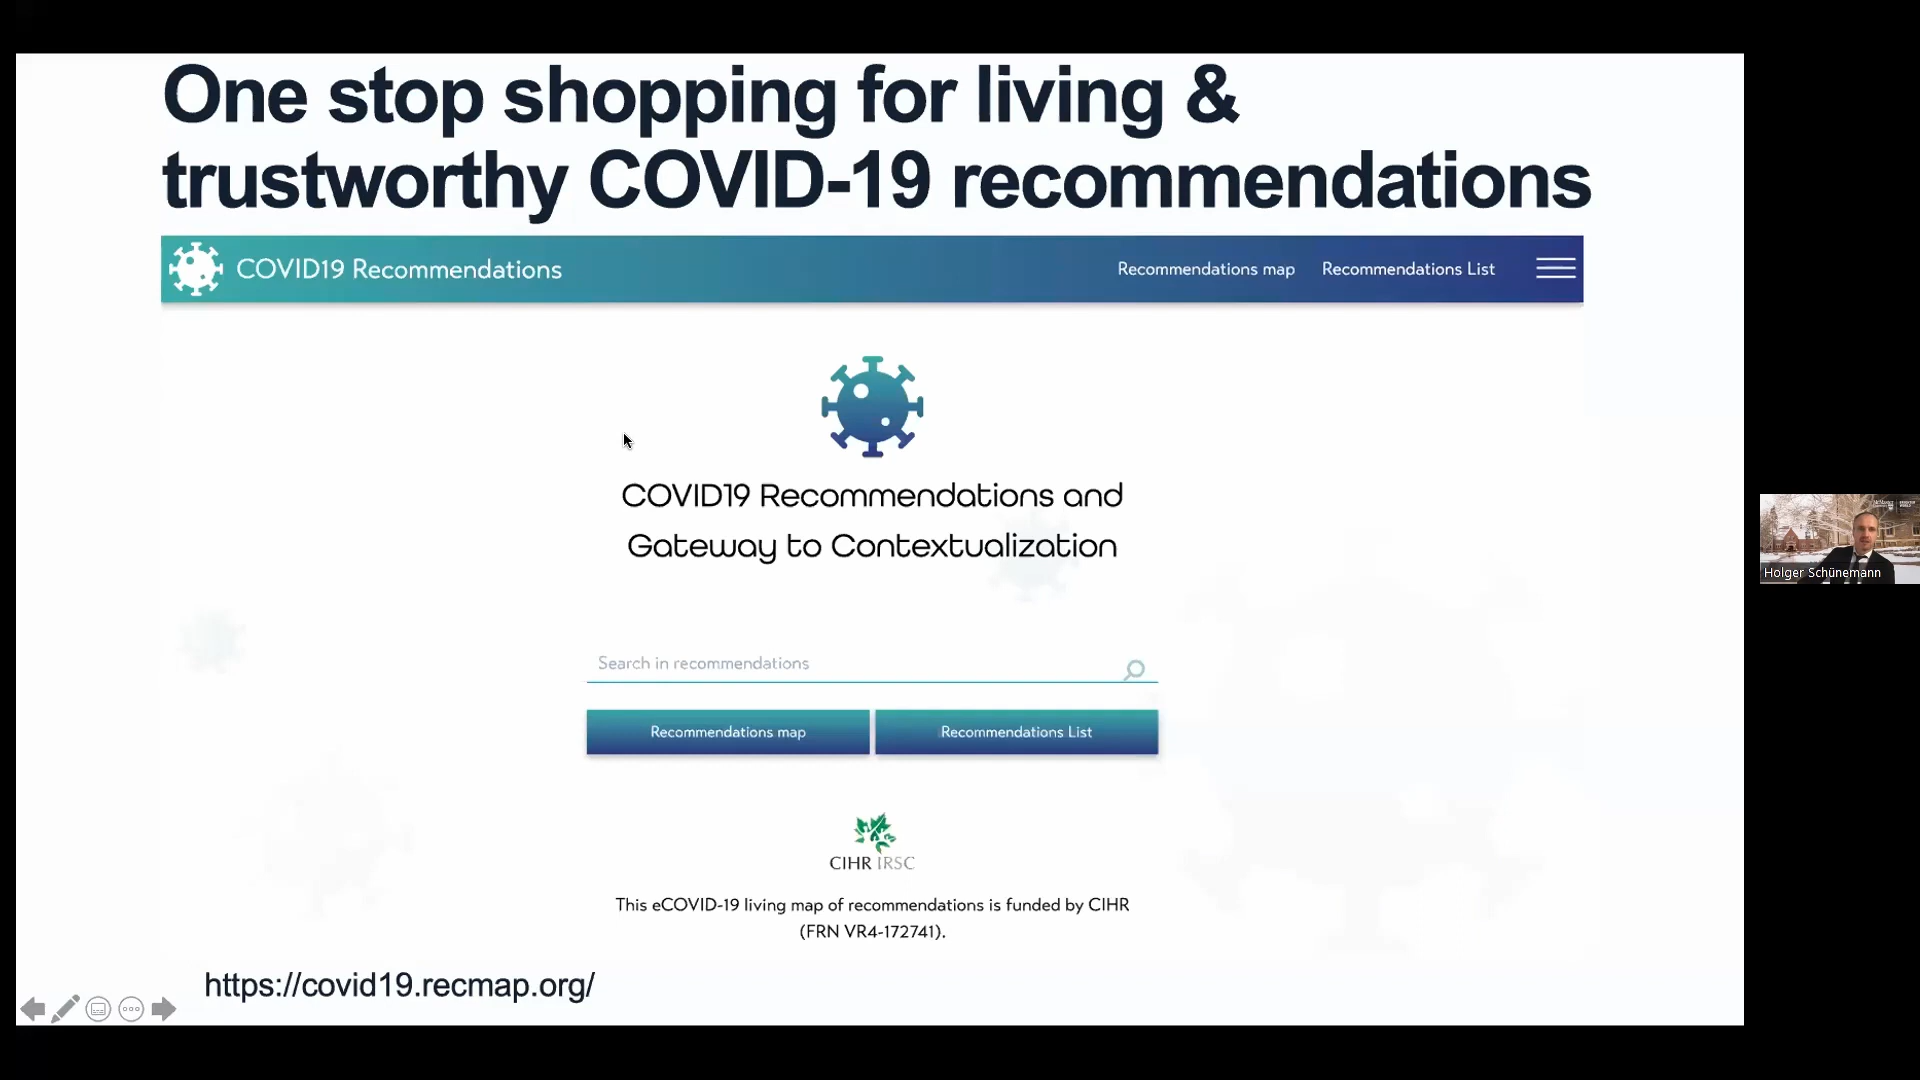 One stop shopping for living &
trustworthy COVID-19 recommendations
COVID19 Recommendations
Recommendations map
Recommendations List
COVID19 Recommendations and
Gateway to Contextualization
Search in recommendations
Recommendations map
Recommendations List
CIHR IRSC
This eCOVID-19 living map of recommendations is funded by CIHR
(FRN VR4-172741).
https://covid19.recmap.org/
Holger Schünemann